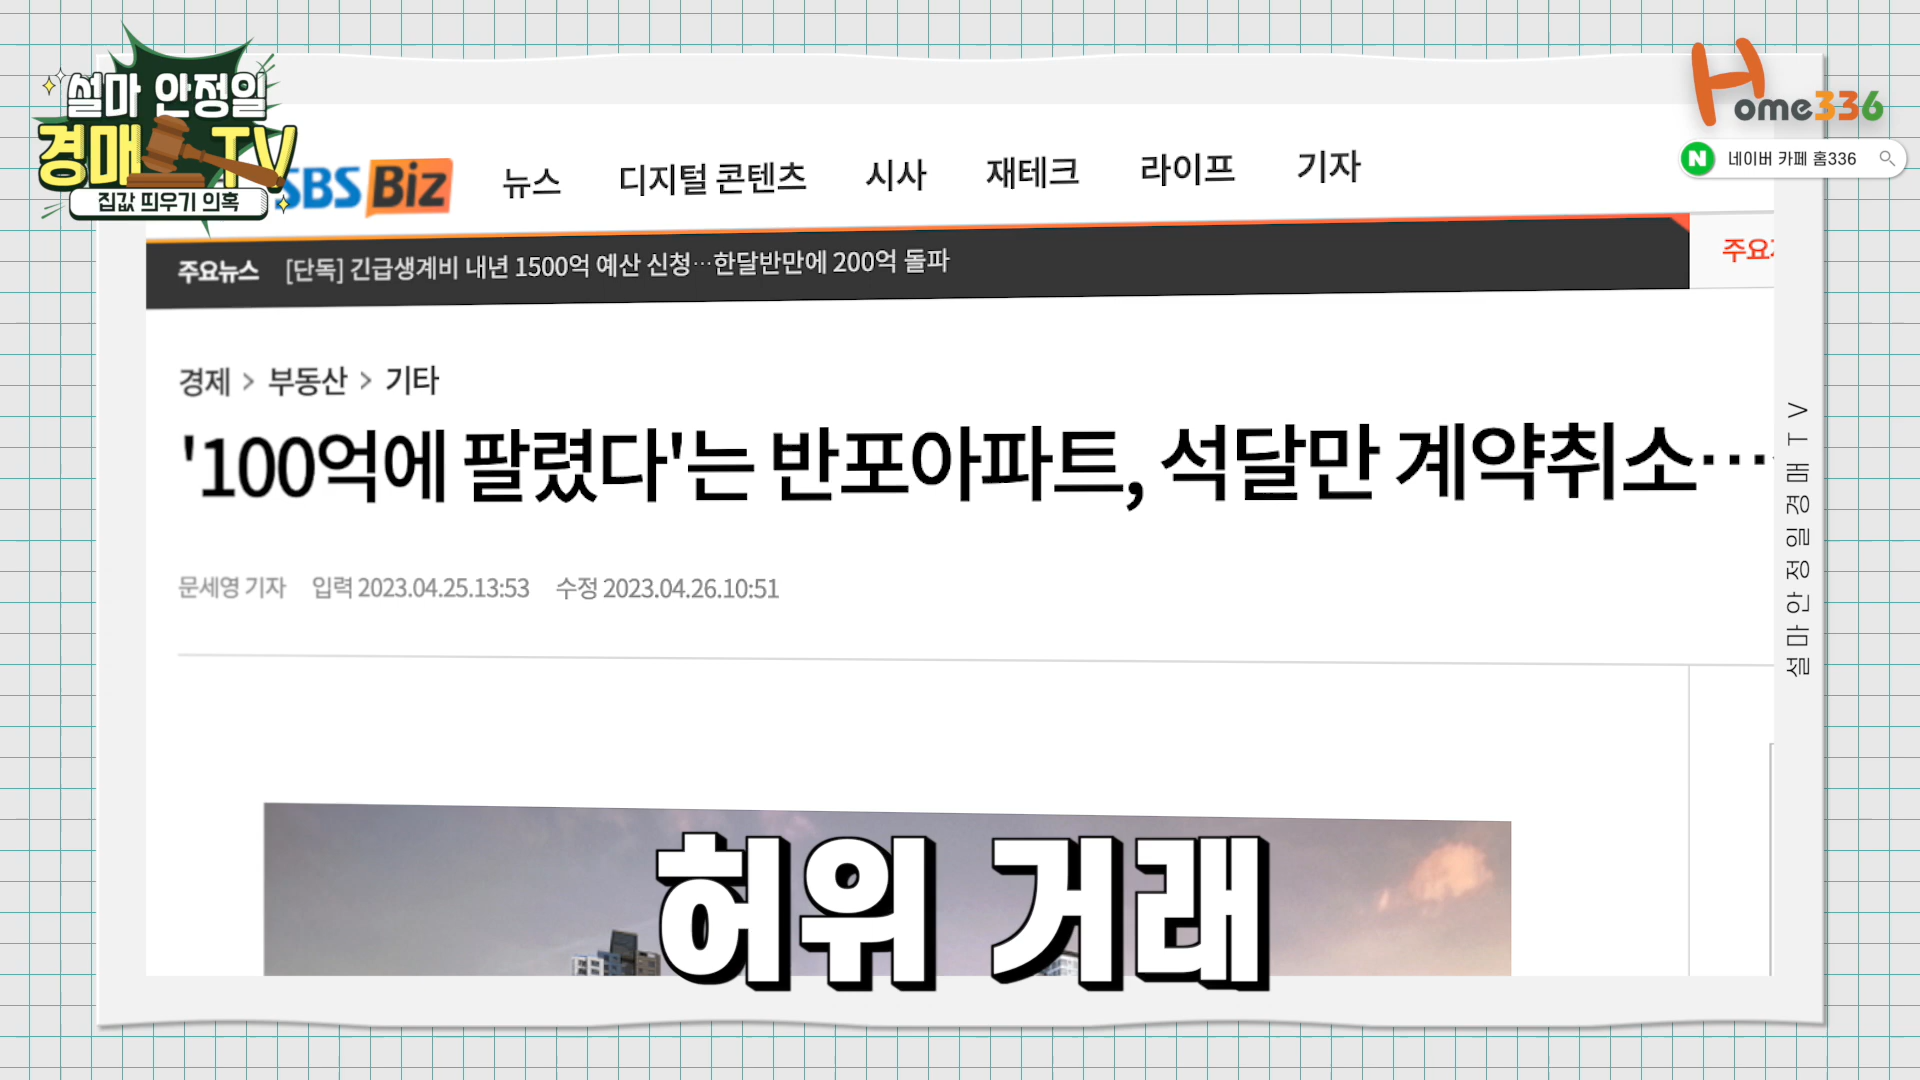 설마 안정일
경매 TV
집값 띄우기 의혹
Home336
네이버 카페 홈336
SBS Biz
뉴스 디지털 콘텐츠 시사 재테크 라이프 기자
주요뉴스 [단독] 긴급생계비 내년 1500억 예산 신청…한달반만에 200억 돌파
경제 > 부동산 > 기타
'100억에 팔렸다'는 반포아파트, 석달만 계약취소…
문세영 기자 입력 2023.04.25.13:53 수정 2023.04.26.10:51
설마안정일경매TV
허위 거래